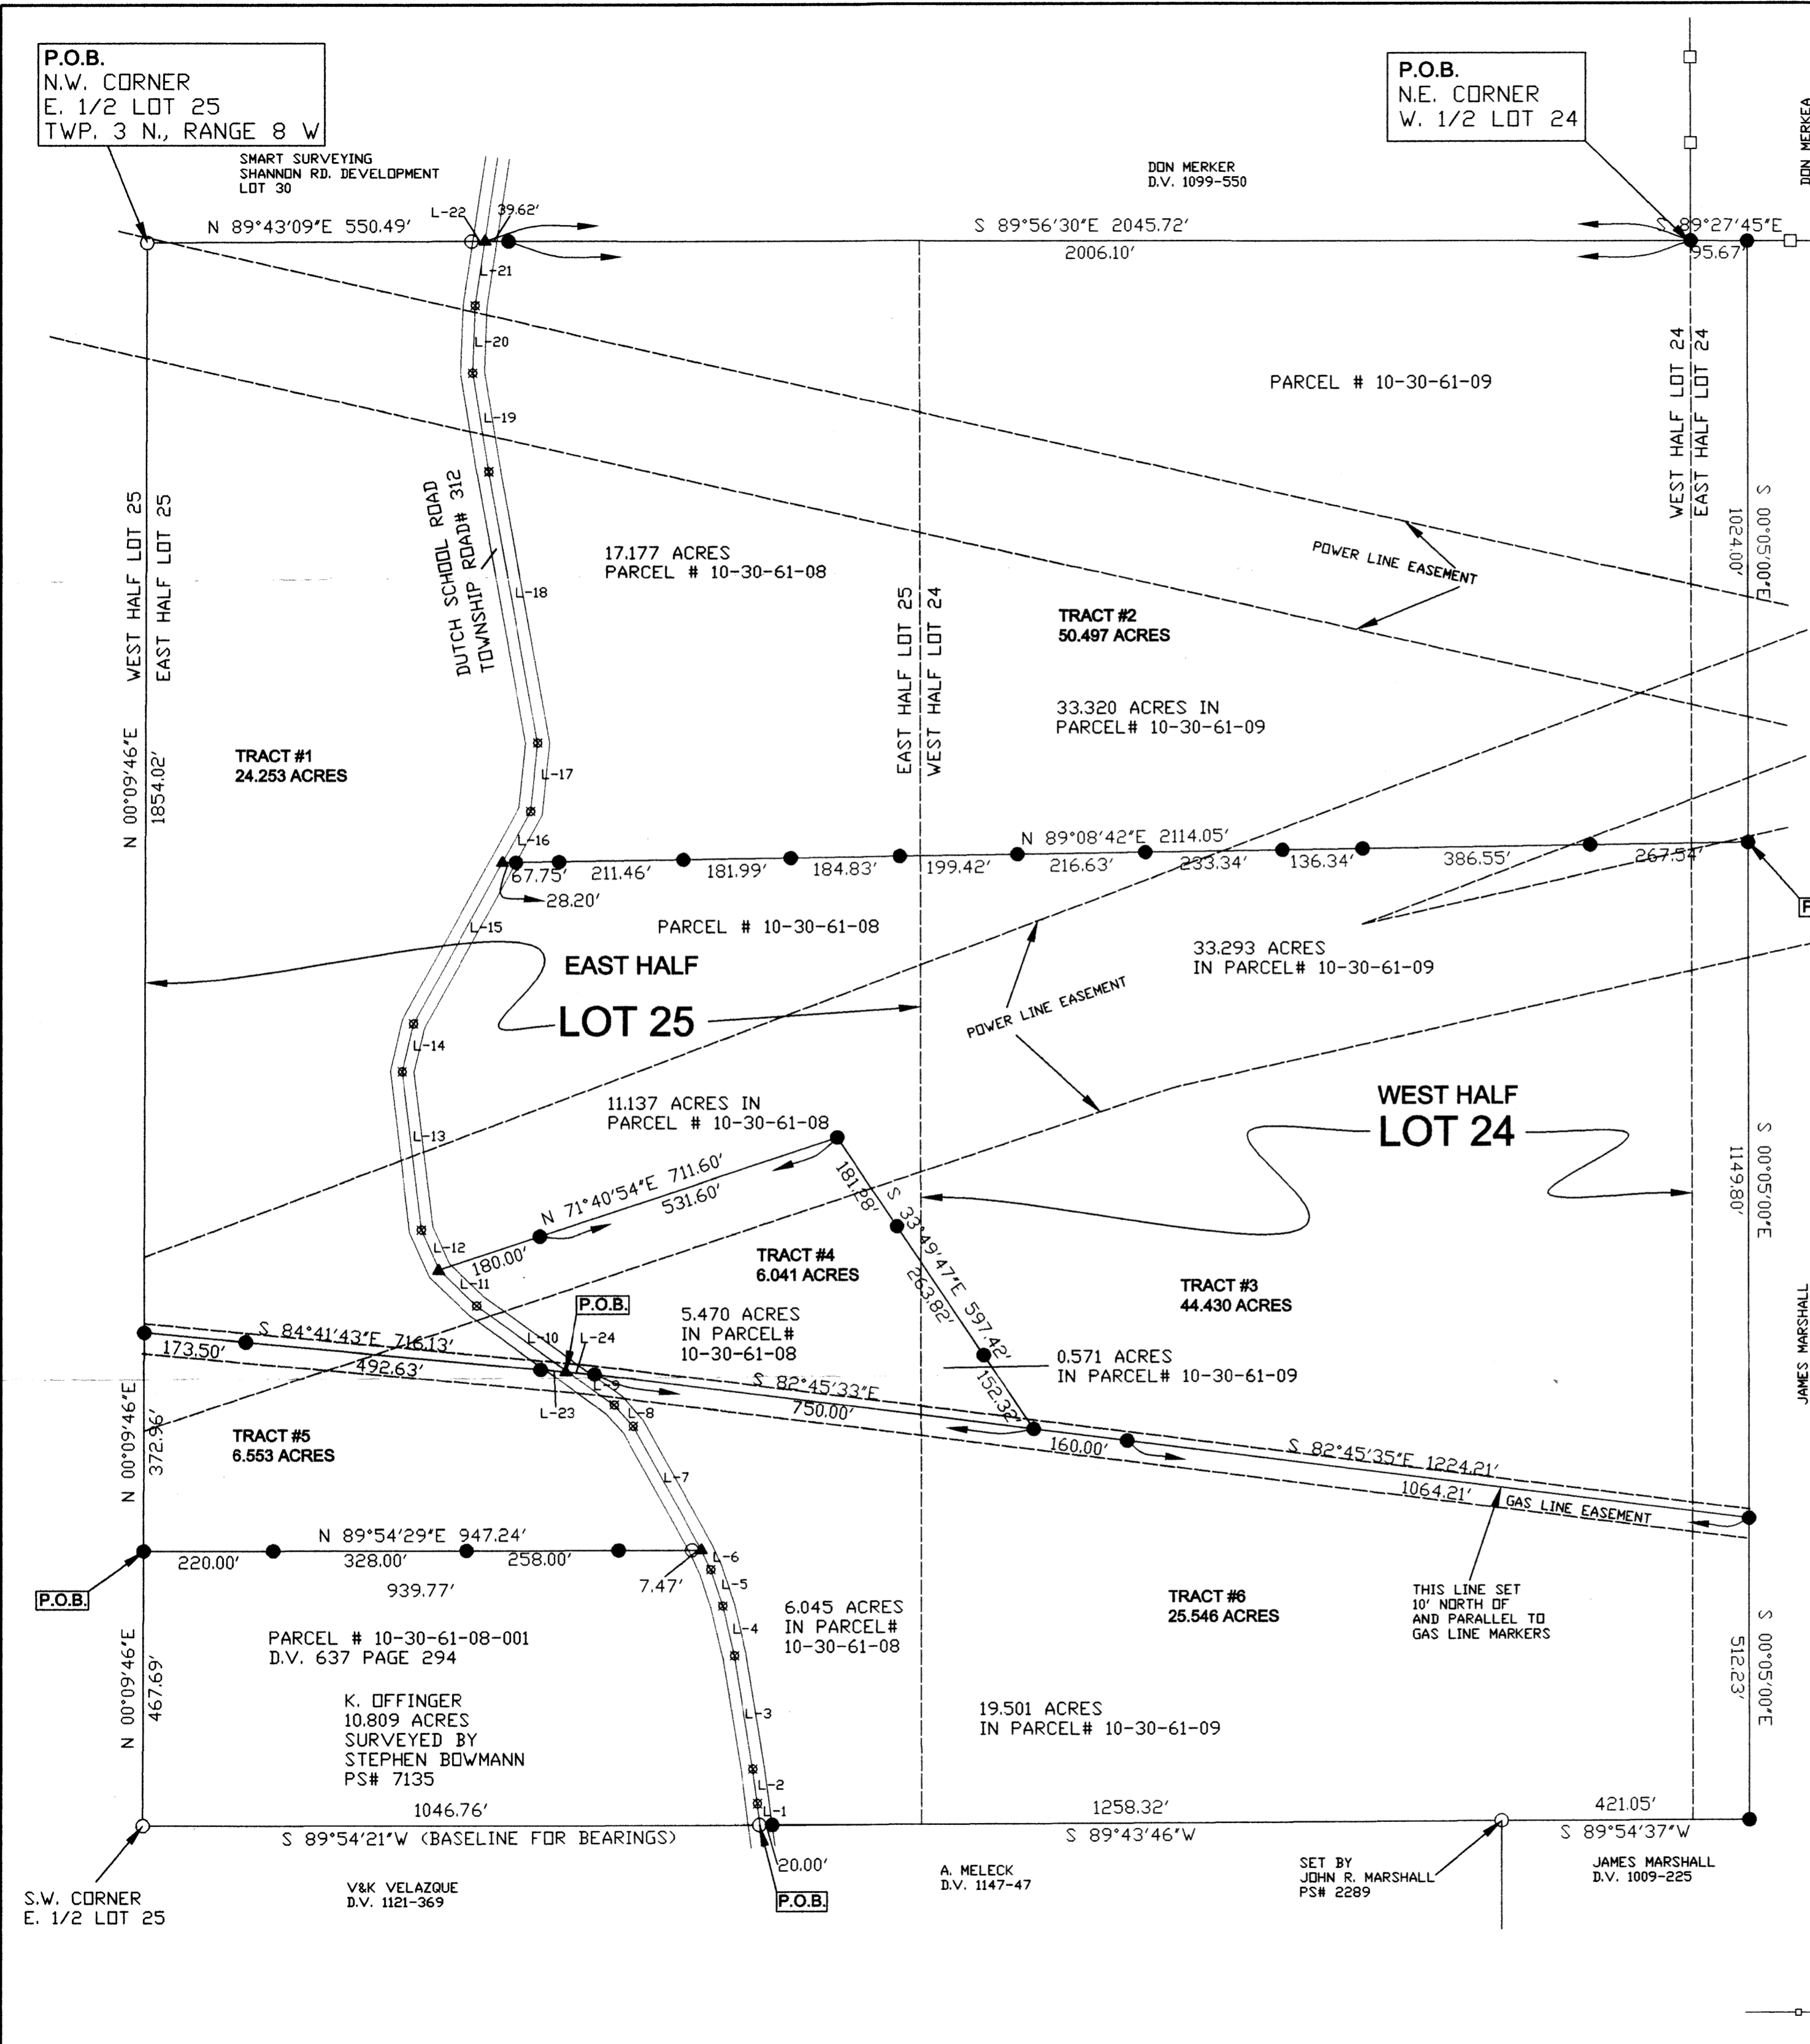 P.O.B.
N.W. CORNER
E. 1/2 LOT 25
TWP. 3 N., RANGE 8 W
P.O.B.
N.E. CORNER
W. 1/2 LOT 24
SMART SURVEYING
SHANNON RD. DEVELOPMENT
LOT 30
DON MERKER
D.V. 1099-550
DON MERKEA
N 89°43'09"E 550.49'
L-22
39.62'
S 89°56'30"E 2045.72'
2006.10'
S 89°27'45"E
95.67'
L-21
L-20
L-19
L-18
L-17
L-16
L-15
L-14
L-13
L-12
L-11
L-10
L-24
L-9
L-23
L-8
L-7
L-6
L-5
L-4
L-3
L-2
L-1
PARCEL # 10-30-61-09
WEST HALF LOT 24
EAST HALF LOT 24
WEST HALF LOT 25
EAST HALF LOT 25
DUTCH SCHOOL ROAD
TOWNSHIP ROAD# 312
17.177 ACRES
PARCEL # 10-30-61-08
POWER LINE EASEMENT
S 00°05'00"E
1024.00'
EAST HALF LOT 25
WEST HALF LOT 24
TRACT #2
50.497 ACRES
33.320 ACRES IN
PARCEL# 10-30-61-09
N 00°09'46"E
1854.02'
TRACT #1
24.253 ACRES
N 89°08'42"E 2114.05'
67.75'
211.46'
181.99'
184.83'
199.42'
216.63'
233.34'
136.34'
386.55'
267.54'
28.20'
P
PARCEL # 10-30-61-08
33.293 ACRES
IN PARCEL# 10-30-61-09
EAST HALF
LOT 25
POWER LINE EASEMENT
WEST HALF
LOT 24
11.137 ACRES IN
PARCEL # 10-30-61-08
S 00°05'00"E
1149.80'
N 71°40'54"E 711.60'
531.60'
180.00'
181.28'
S 33°49'47"E 597.42'
263.82'
152.32'
TRACT #4
6.041 ACRES
TRACT #3
44.430 ACRES
JAMES MARSHALL
P.O.B.
5.470 ACRES
IN PARCEL#
10-30-61-08
0.571 ACRES
IN PARCEL# 10-30-61-09
S 84°41'43"E 716.13'
173.50'
492.63'
S 82°45'33"E
750.00'
160.00'
S 82°45'35"E 1224.21'
1064.21'
GAS LINE EASEMENT
N 00°09'46"E
372.96'
TRACT #5
6.553 ACRES
N 89°54'29"E 947.24'
220.00'
328.00'
258.00'
939.77'
7.47'
P.O.B.
6.045 ACRES
IN PARCEL#
10-30-61-08
TRACT #6
25.546 ACRES
THIS LINE SET
10' NORTH OF
AND PARALLEL TO
GAS LINE MARKERS
S 00°05'00"E
512.23'
N 00°09'46"E
467.69'
PARCEL # 10-30-61-08-001
D.V. 637 PAGE 294
K. OFFINGER
10.809 ACRES
SURVEYED BY
STEPHEN BOWMANN
PS# 7135
19.501 ACRES
IN PARCEL# 10-30-61-09
1046.76'
S 89°54'21"W (BASELINE FOR BEARINGS)
1258.32'
S 89°43'46"W
421.05'
S 89°54'37"W
20.00'
P.O.B.
S.W. CORNER
E. 1/2 LOT 25
V&K VELAZQUE
D.V. 1121-369
A. MELECK
D.V. 1147-47
SET BY
JOHN R. MARSHALL
PS# 2289
JAMES MARSHALL
D.V. 1009-225